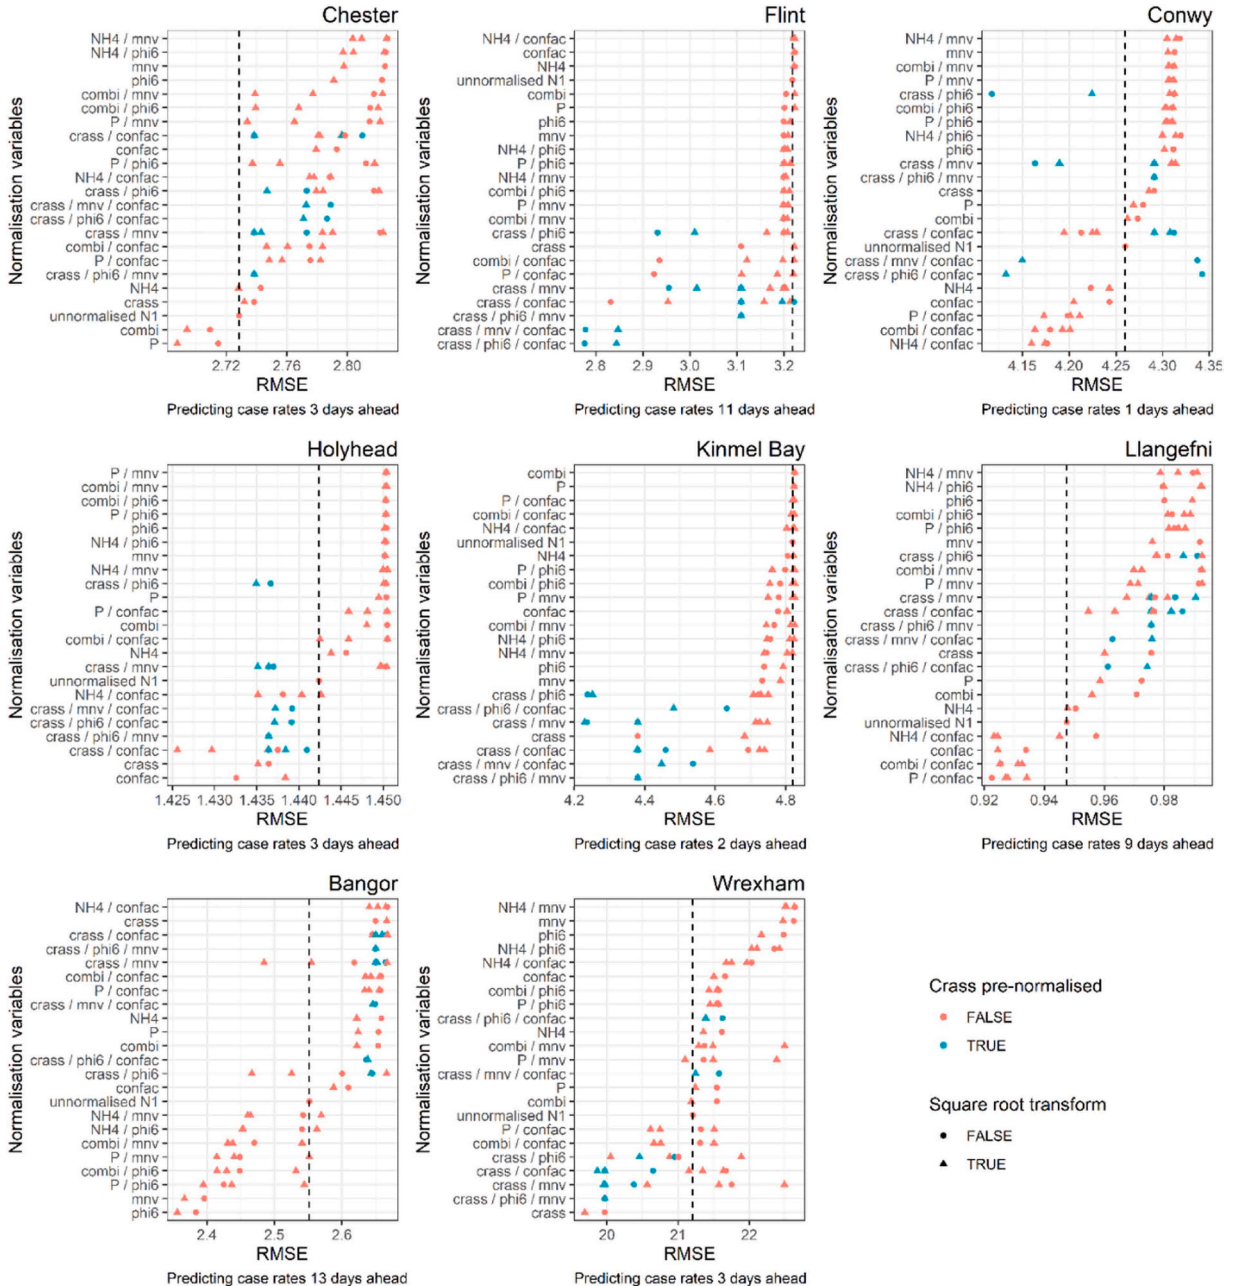 Chester
Normalisation variables
NH4 / mnv
NH4 / phi6
mnv
phi6
combi / mnv
combi / phi6
P / mnv
crass / confac
confac
P / phi6
NH4 / confac
crass / phi6
crass / mnv / confac
crass / phi6 / confac
crass / mnv
combi / confac
P / confac
crass / phi6 / mnv
NH4
crass
unnormalised N1
combi
P
2.72 2.76 2.80
RMSE
Predicting case rates 3 days ahead
Flint
Normalisation variables
NH4 / confac
confac
NH4
unnormalised N1
combi
P
phi6
mnv
NH4 / phi6
P / phi6
NH4 / mnv
combi / phi6
P / mnv
combi / mnv
crass / phi6
crass
combi / confac
P / confac
crass / mnv
crass / confac
crass / phi6 / mnv
crass / mnv / confac
crass / phi6 / confac
2.8 2.9 3.0 3.1 3.2
RMSE
Predicting case rates 11 days ahead
Conwy
Normalisation variables
NH4 / mnv
mnv
combi / mnv
P / mnv
crass / phi6
combi / phi6
P / phi6
NH4 / phi6
phi6
crass / mnv
crass / phi6 / mnv
crass
P
combi
crass / confac
unnormalised N1
crass / mnv / confac
crass / phi6 / confac
NH4
confac
P / confac
combi / confac
NH4 / confac
4.15 4.20 4.25 4.30 4.35
RMSE
Predicting case rates 1 days ahead
Holyhead
Normalisation variables
P / mnv
combi / mnv
combi / phi6
P / phi6
phi6
NH4 / phi6
mnv
NH4 / mnv
crass / phi6
P
P / confac
combi
combi / confac
NH4
crass / mnv
unnormalised N1
NH4 / confac
crass / mnv / confac
crass / phi6 / confac
crass / phi6 / mnv
crass / confac
crass
confac
1.425 1.430 1.435 1.440 1.445 1.450
RMSE
Predicting case rates 3 days ahead
Kinmel Bay
Normalisation variables
combi
P
P / confac
combi / confac
NH4 / confac
unnormalised N1
NH4
P / phi6
combi / phi6
P / mnv
confac
combi / mnv
NH4 / phi6
NH4 / mnv
phi6
mnv
crass / phi6
crass / phi6 / confac
crass / mnv
crass
crass / confac
crass / mnv / confac
crass / phi6 / mnv
4.2 4.4 4.6 4.8
RMSE
Predicting case rates 2 days ahead
Llangefni
Normalisation variables
NH4 / mnv
NH4 / phi6
phi6
combi / phi6
P / phi6
mnv
crass / phi6
combi / mnv
P / mnv
crass / mnv
crass / confac
crass / phi6 / mnv
crass / mnv / confac
crass
crass / phi6 / confac
P
combi
NH4
unnormalised N1
NH4 / confac
confac
combi / confac
P / confac
0.92 0.94 0.96 0.98
RMSE
Predicting case rates 9 days ahead
Bangor
Normalisation variables
NH4 / confac
crass
crass / confac
crass / phi6 / mnv
crass / mnv
combi / confac
P / confac
crass / mnv / confac
NH4
P
combi
crass / phi6 / confac
crass / phi6
confac
unnormalised N1
NH4 / mnv
NH4 / phi6
combi / mnv
P / mnv
combi / phi6
P / phi6
mnv
phi6
2.4 2.5 2.6
RMSE
Predicting case rates 13 days ahead
Wrexham
Normalisation variables
NH4 / mnv
mnv
phi6
NH4 / phi6
NH4 / confac
confac
combi / phi6
P / phi6
crass / phi6 / confac
NH4
combi / mnv
P / mnv
crass / mnv / confac
P
combi
unnormalised N1
P / confac
combi / confac
crass / phi6
crass / confac
crass / mnv
crass / phi6 / mnv
crass
20 21 22
RMSE
Predicting case rates 3 days ahead
Crass pre-normalised
FALSE
TRUE
Square root transform
FALSE
TRUE